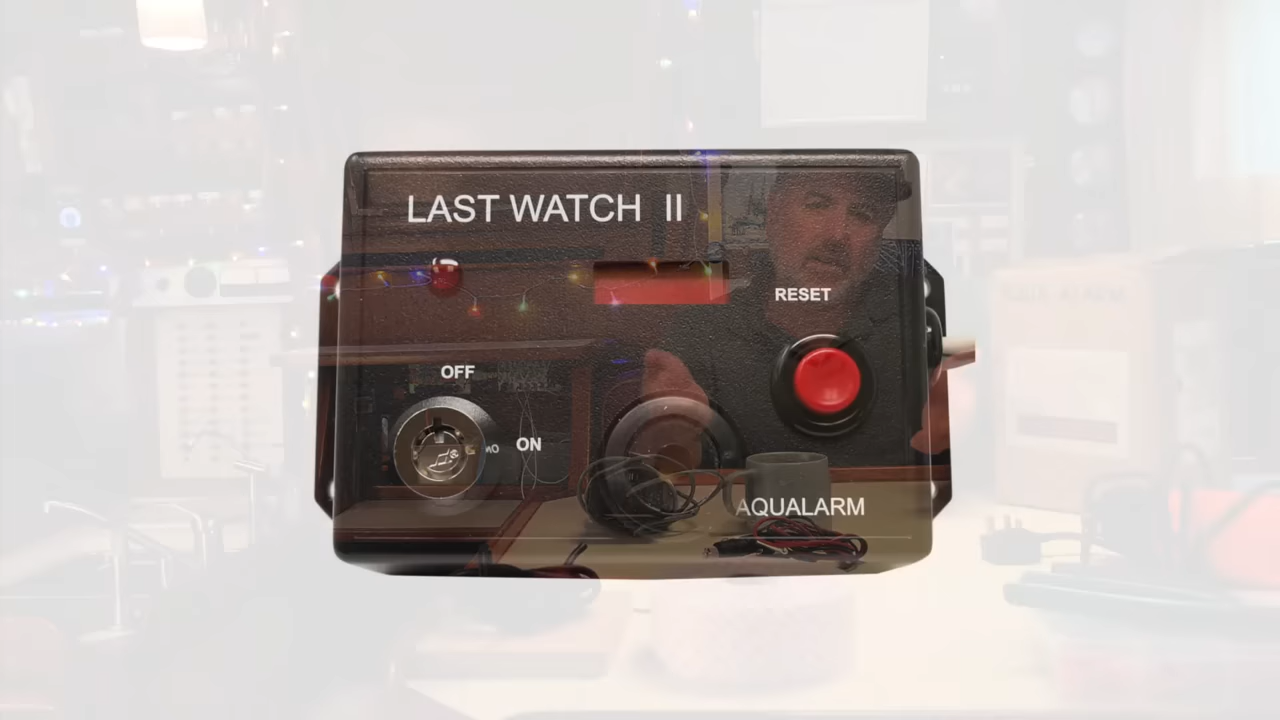 LAST WATCH II
RESET
OFF
ON
AQUALARM